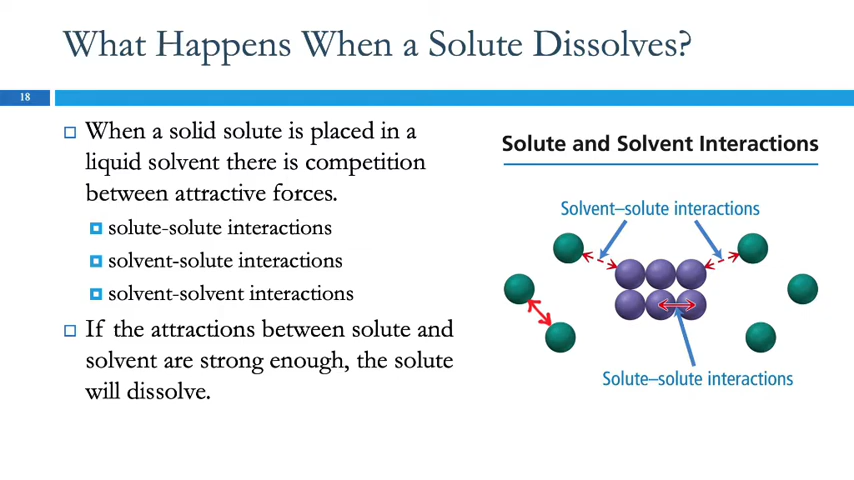 What Happens When a Solute Dissolves?
18
When a solid solute is placed in a
liquid solvent there is competition
between attractive forces.
solute-solute interactions
solvent-solute interactions
solvent-solvent interactions
If the attractions between solute and
solvent are strong enough, the solute
will dissolve.
Solute and Solvent Interactions
Solvent–solute interactions
Solute–solute interactions